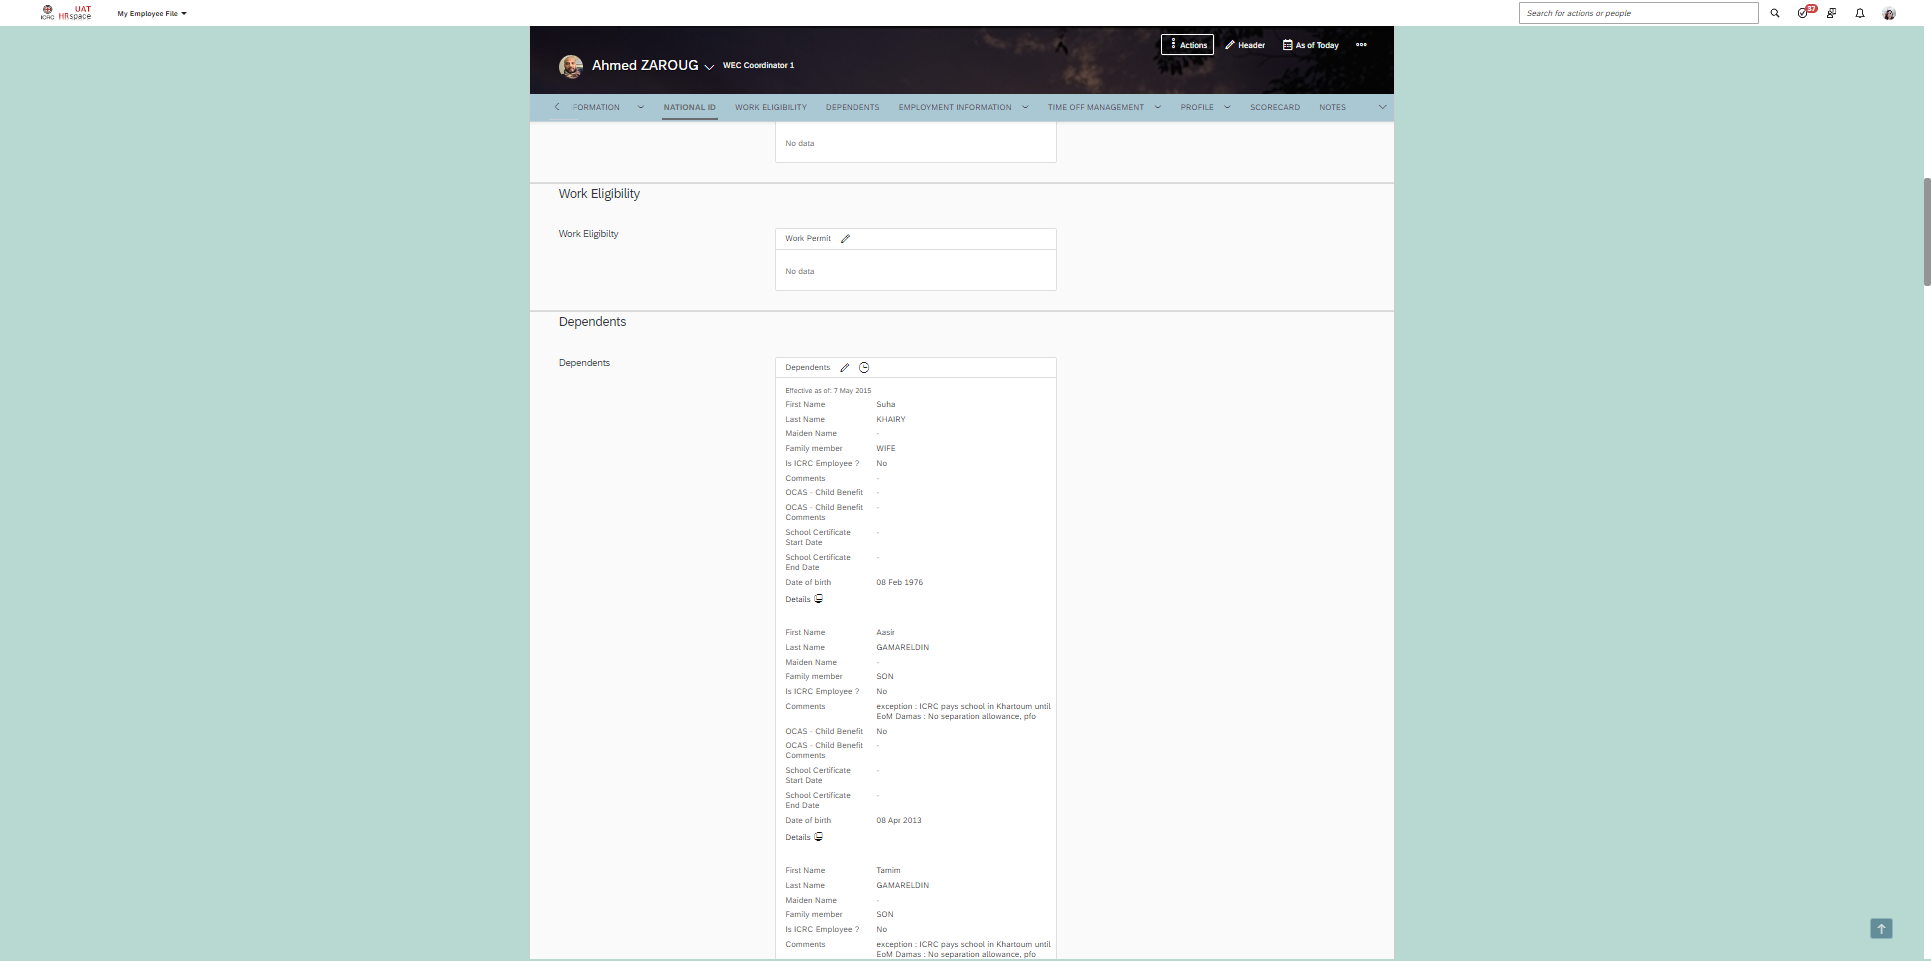 ICRC
UAT
HRspace
My Employee File
Search for actions or people
37
Ahmed ZAROUG
WEC Coordinator 1
Actions
Header
As of Today
FORMATION
NATIONAL ID
WORK ELIGIBILITY
DEPENDENTS
EMPLOYMENT INFORMATION
TIME OFF MANAGEMENT
PROFILE
SCORECARD
NOTES
No data
Work Eligibility
Work Eligibilty
Work Permit
No data
Dependents
Dependents
Dependents
Effective as of: 7 May 2015
First Name Suha
Last Name KHAIRY
Maiden Name -
Family member WIFE
Is ICRC Employee ? No
Comments -
OCAS - Child Benefit -
OCAS - Child Benefit -
Comments
School Certificate -
Start Date
School Certificate -
End Date
Date of birth 08 Feb 1976
Details
First Name Aasir
Last Name GAMARELDIN
Maiden Name -
Family member SON
Is ICRC Employee ? No
Comments exception : ICRC pays school in Khartoum until
EoM Damas : No separation allowance, pfo
OCAS - Child Benefit No
OCAS - Child Benefit -
Comments
School Certificate -
Start Date
School Certificate -
End Date
Date of birth 08 Apr 2013
Details
First Name Tamim
Last Name GAMARELDIN
Maiden Name -
Family member SON
Is ICRC Employee ? No
Comments exception : ICRC pays school in Khartoum until
EoM Damas : No separation allowance, pfo